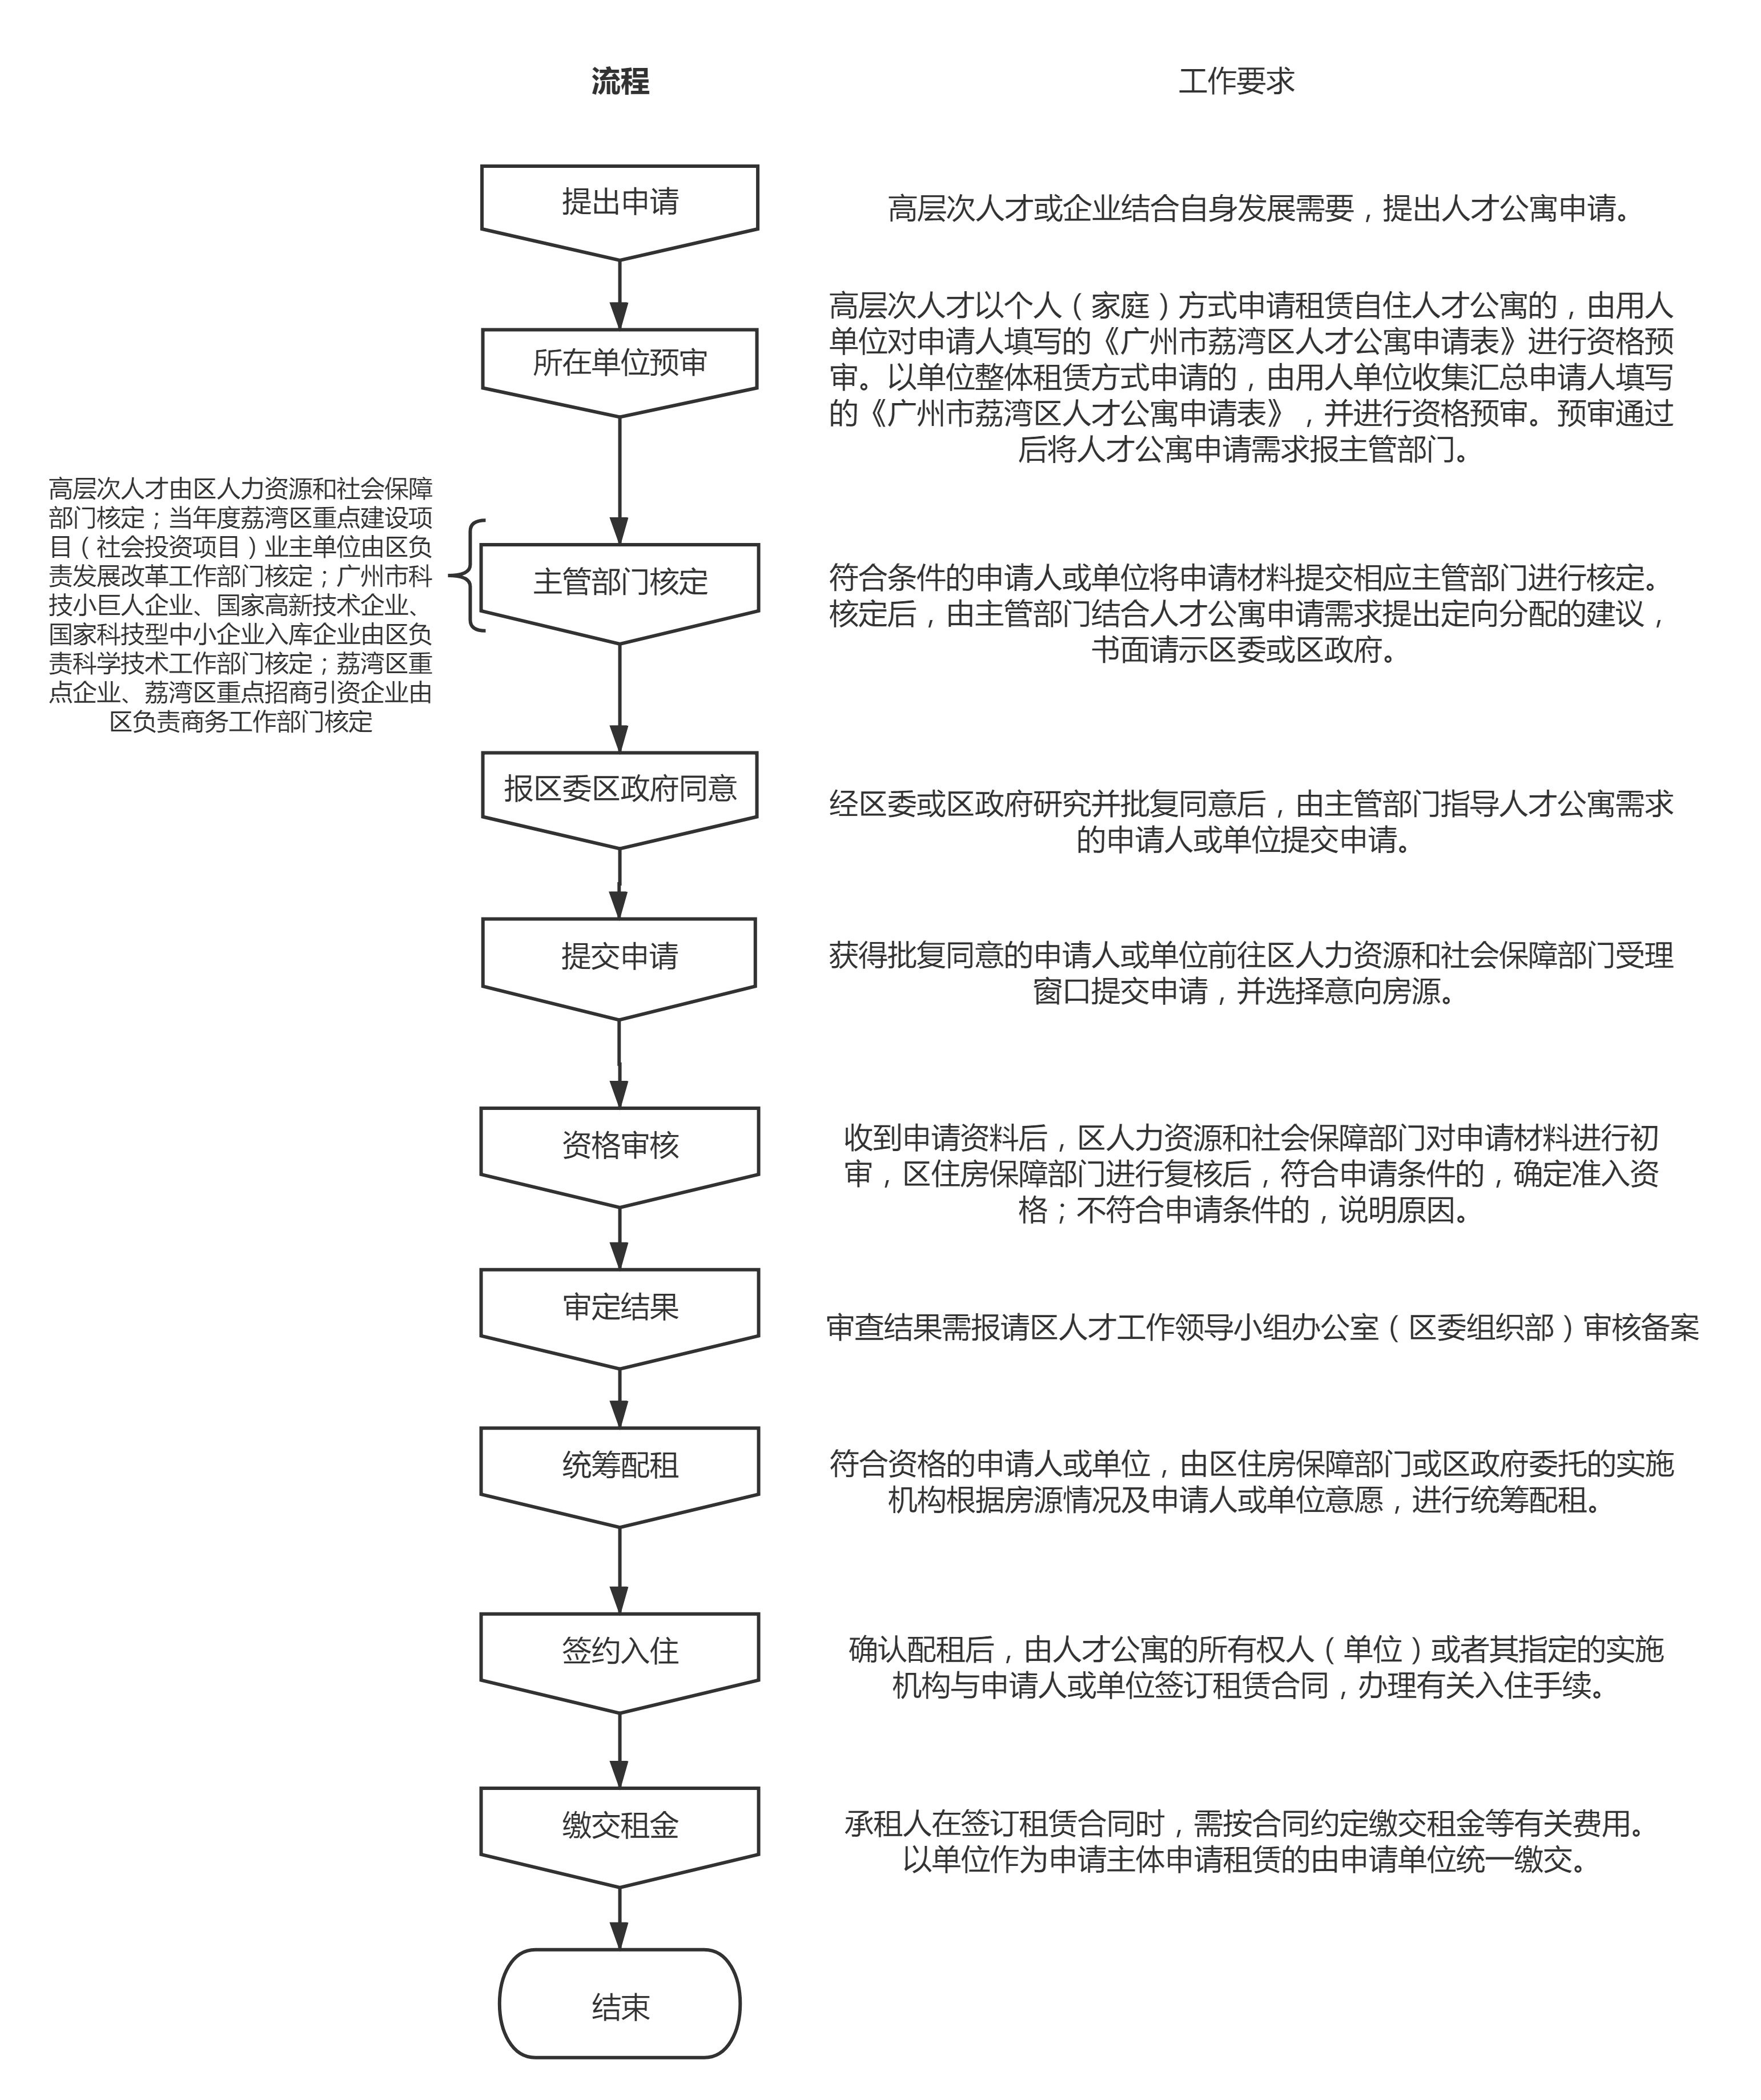 流程
工作要求
提出申请
高层次人才或企业结合自身发展需要，提出人才公寓申请。
所在单位预审
高层次人才以个人（家庭）方式申请租赁自住人才公寓的，由用人
单位对申请人填写的《广州市荔湾区人才公寓申请表》进行资格预
审。以单位整体租赁方式申请的，由用人单位收集汇总申请人填写
的《广州市荔湾区人才公寓申请表》，并进行资格预审。预审通过
后将人才公寓申请需求报主管部门。
高层次人才由区人力资源和社会保障
部门核定；当年度荔湾区重点建设项
目（社会投资项目）业主单位由区负
责发展改革工作部门核定；广州市科
技小巨人企业、国家高新技术企业、
国家科技型中小企业入库企业由区负
责科学技术工作部门核定；荔湾区重
点企业、荔湾区重点招商引资企业由
区负责商务工作部门核定
主管部门核定
符合条件的申请人或单位将申请材料提交相应主管部门进行核定。
核定后，由主管部门结合人才公寓申请需求提出定向分配的建议，
书面请示区委或区政府。
报区委区政府同意
经区委或区政府研究并批复同意后，由主管部门指导人才公寓需求
的申请人或单位提交申请。
提交申请
获得批复同意的申请人或单位前往区人力资源和社会保障部门受理
窗口提交申请，并选择意向房源。
资格审核
收到申请资料后，区人力资源和社会保障部门对申请材料进行初
审，区住房保障部门进行复核后，符合申请条件的，确定准入资
格；不符合申请条件的，说明原因。
审定结果
审查结果需报请区人才工作领导小组办公室（区委组织部）审核备案
统筹配租
符合资格的申请人或单位，由区住房保障部门或区政府委托的实施
机构根据房源情况及申请人或单位意愿，进行统筹配租。
签约入住
确认配租后，由人才公寓的所有权人（单位）或者其指定的实施
机构与申请人或单位签订租赁合同，办理有关入住手续。
缴交租金
承租人在签订租赁合同时，需按合同约定缴交租金等有关费用。
以单位作为申请主体申请租赁的由申请单位统一缴交。
结束